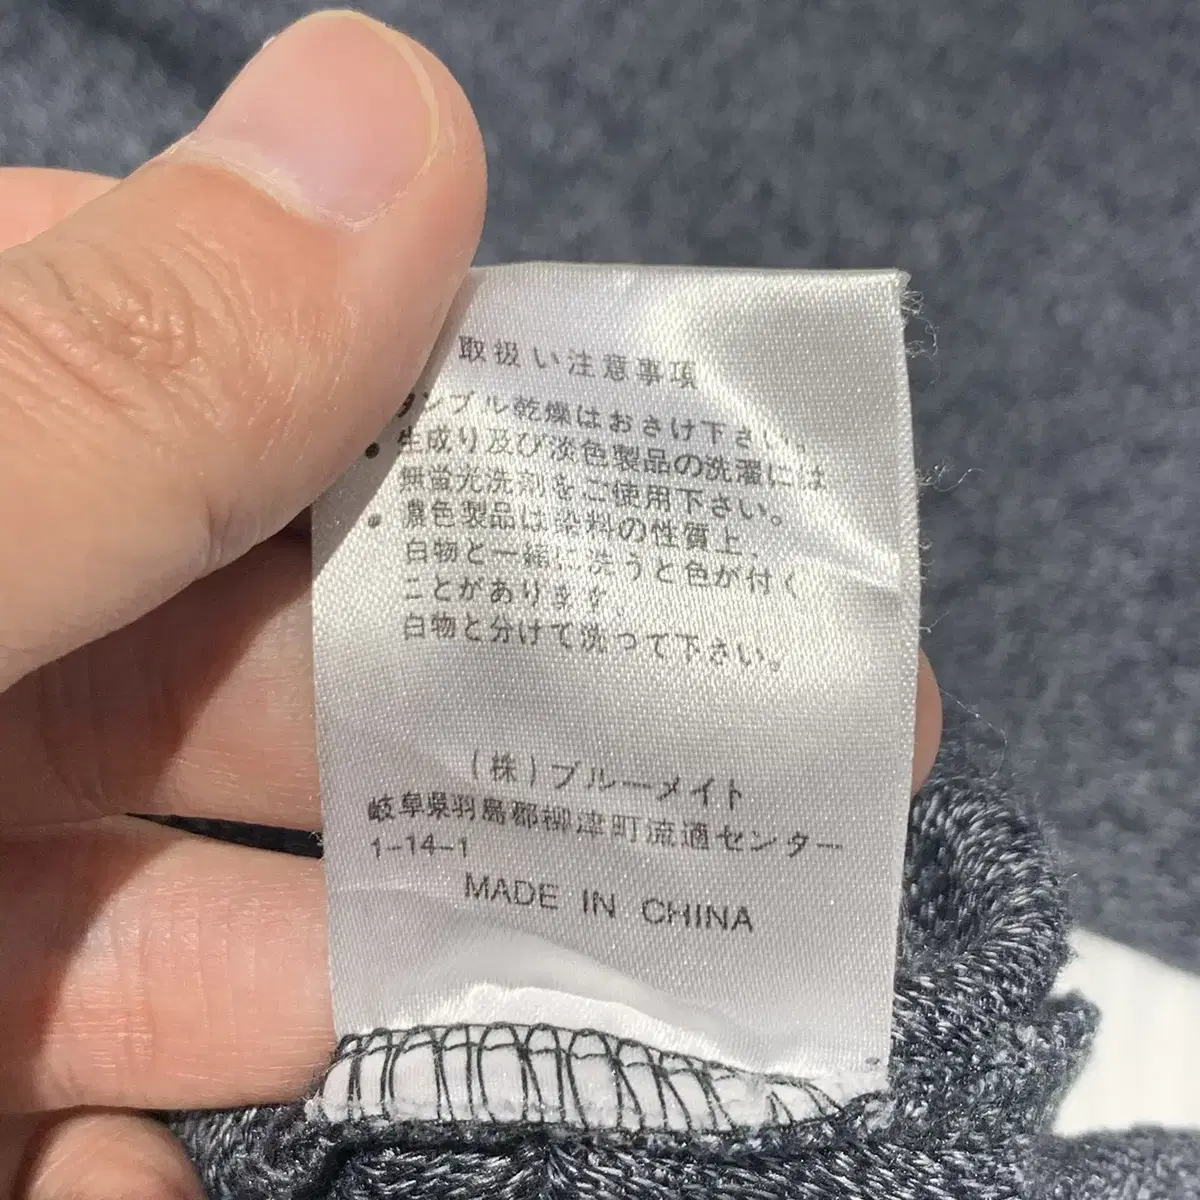 取扱い注意事項
タンブル乾燥はおさけ下さい。
• 生成り及び淡色製品の洗濯には
無蛍光洗剤をご使用下さい。
• 濃色製品は染料の性質上、
白物と一緒に洗うと色が付く
ことがあります。
白物と分けて洗って下さい。
(株)ブルーメイト
岐阜県羽島郡柳津町流通センター
1-14-1
MADE IN CHINA